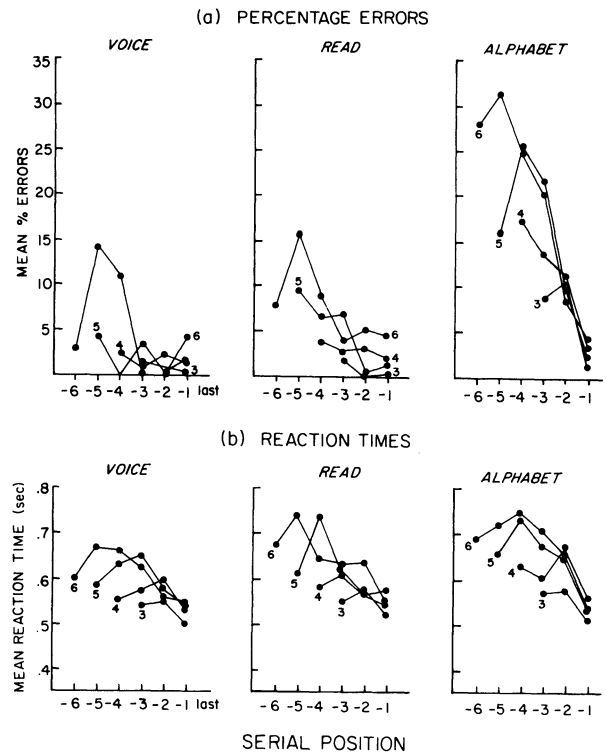 (a) PERCENTAGE ERRORS
VOICE READ ALPHABET
35
30
25
20
15
10
5
MEAN % ERRORS
6
5
4
3
6
5
4
6
4
3
6
5
4
3
-6 -5 -4 -3 -2 -1 last
-6 -5 -4 -3 -2 -1
-6 -5 -4 -3 -2 -1
(b) REACTION TIMES
VOICE READ ALPHABET
.8
.7
.6
.5
.4
MEAN REACTION TIME (sec)
6
5
4
3
6
5
4
3
6
5
4
3
-6 -5 -4 -3 -2 -1 last
-6 -5 -4 -3 -2 -1
-6 -5 -4 -3 -2 -1
SERIAL POSITION